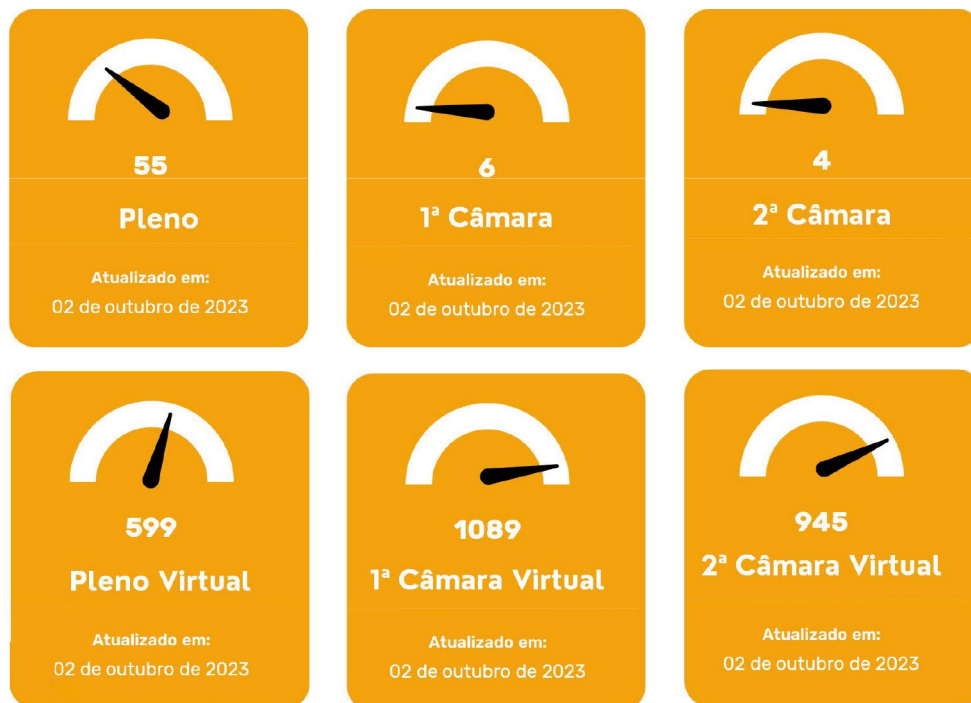 55
Pleno
Atualizado em:
02 de outubro de 2023
6
1ª Câmara
Atualizado em:
02 de outubro de 2023
4
2ª Câmara
Atualizado em:
02 de outubro de 2023
599
Pleno Virtual
Atualizado em:
02 de outubro de 2023
1089
1ª Câmara Virtual
Atualizado em:
02 de outubro de 2023
945
2ª Câmara Virtual
Atualizado em:
02 de outubro de 2023